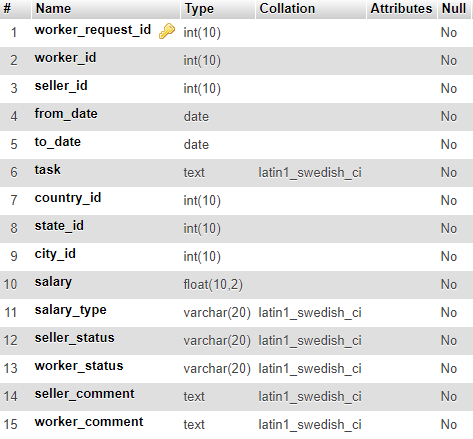 # Name Type Collation Attributes Null
1 worker_request_id int(10) No
2 worker_id int(10) No
3 seller_id int(10) No
4 from_date date No
5 to_date date No
6 task text latin1_swedish_ci No
7 country_id int(10) No
8 state_id int(10) No
9 city_id int(10) No
10 salary float(10,2) No
11 salary_type varchar(20) latin1_swedish_ci No
12 seller_status varchar(20) latin1_swedish_ci No
13 worker_status varchar(20) latin1_swedish_ci No
14 seller_comment text latin1_swedish_ci No
15 worker_comment text latin1_swedish_ci No